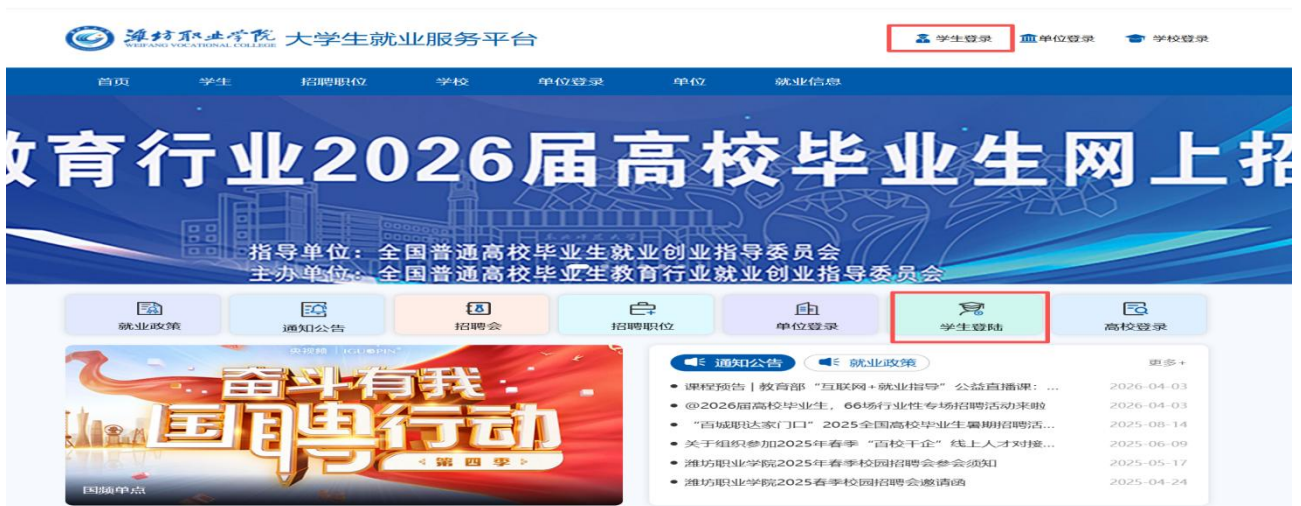 潍坊职业学院 大学生就业服务平台
WEIFANG VOCATIONAL COLLEGE
学生登录 单位登录 学校登录
首页 学生 招聘职位 学校 单位登录 单位 就业信息
教育行业2026届高校毕业生网上招
指导单位：全国普通高校毕业生就业创业指导委员会
主办单位：全国普通高校毕业生教育行业就业创业指导委员会
就业政策 通知公告 招聘会 招聘职位 单位登录 学生登陆 高校登录
央视频 IGUOPIN
奋斗有我
国聘行动
第四季
国频单点
通知公告 就业政策 更多+
课程预告 | 教育部“互联网+就业指导”公益直播课：... 2026-04-03
@2026届高校毕业生，66场行业性专场招聘活动来啦 2026-04-03
“百城职达家门口”2025全国高校毕业生暑期招聘活... 2025-08-14
关于组织参加2025年春季“百校千企”线上人才对接... 2025-06-09
潍坊职业学院2025年春季校园招聘会参会须知 2025-05-17
潍坊职业学院2025春季校园招聘会邀请函 2025-04-24